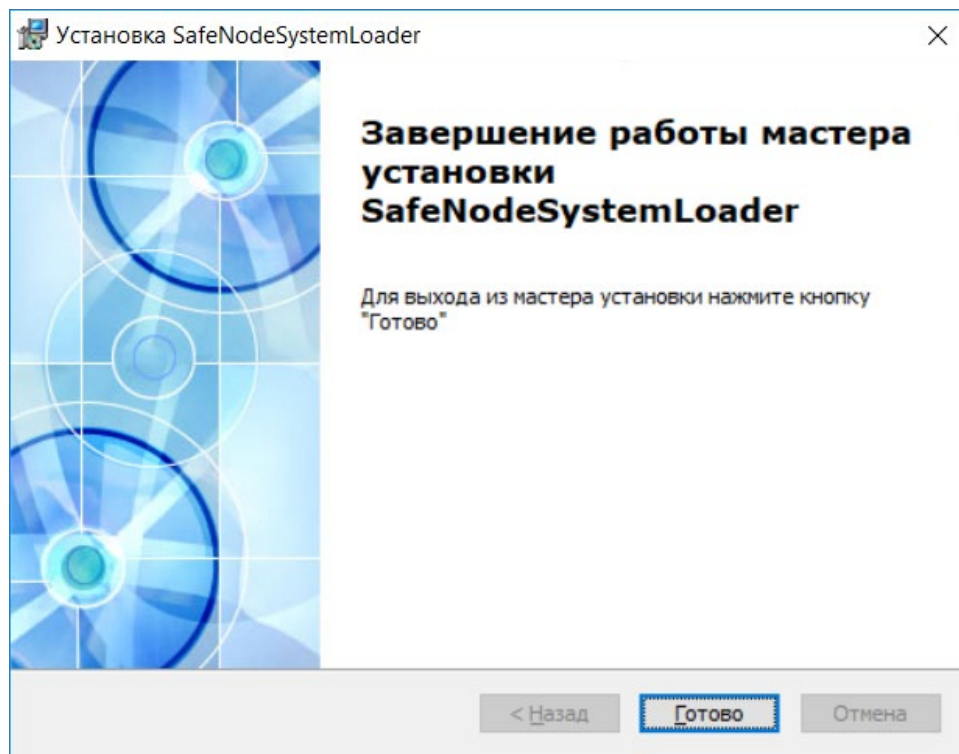 Установка SafeNodeSystemLoader
Завершение работы мастера
установки
SafeNodeSystemLoader
Для выхода из мастера установки нажмите кнопку
"Готово"
< Назад
Готово
Отмена